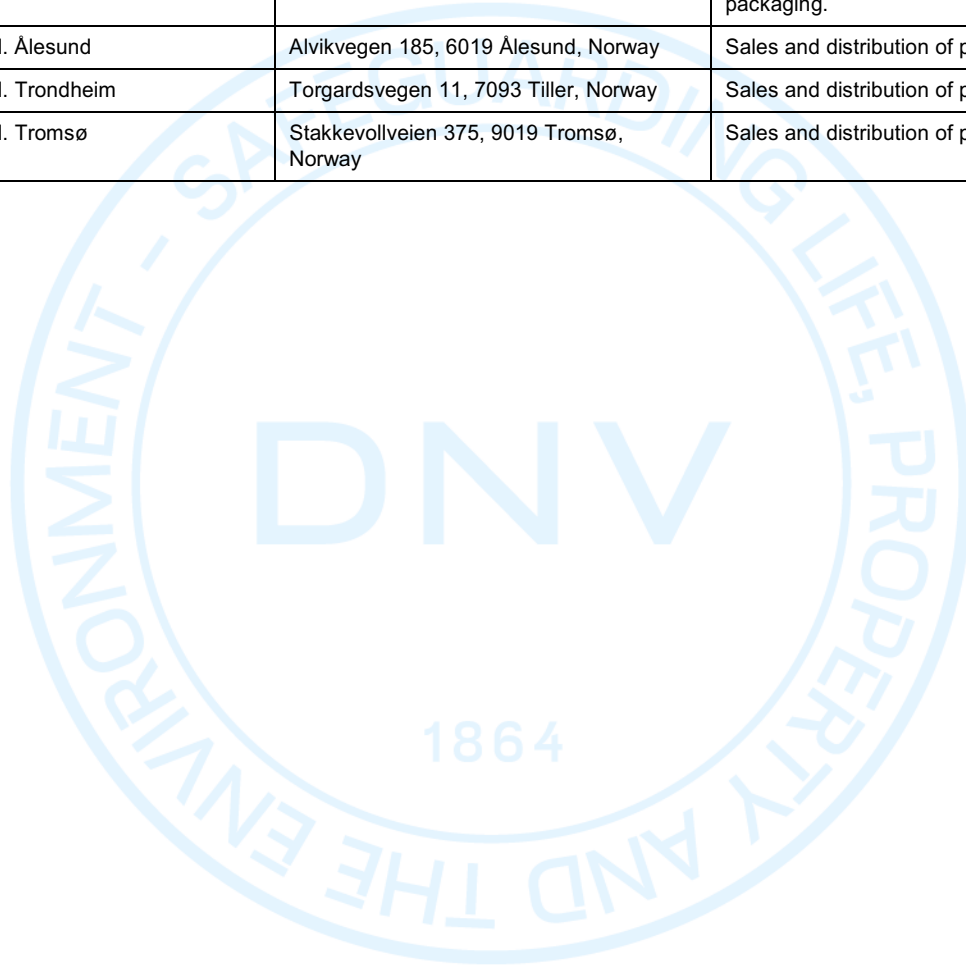 packaging.
. Ålesund
Alvikvegen 185, 6019 Ålesund, Norway
Sales and distribution of
. Trondheim
Torgardsvegen 11, 7093 Tiller, Norway
Sales and distribution of
. Tromsø
Stakkevollveien 375, 9019 Tromsø,
Norway
Sales and distribution of
SAFEGUARDING LIFE, PROPERTY AND THE ENVIRONMENT -
DNV
1864